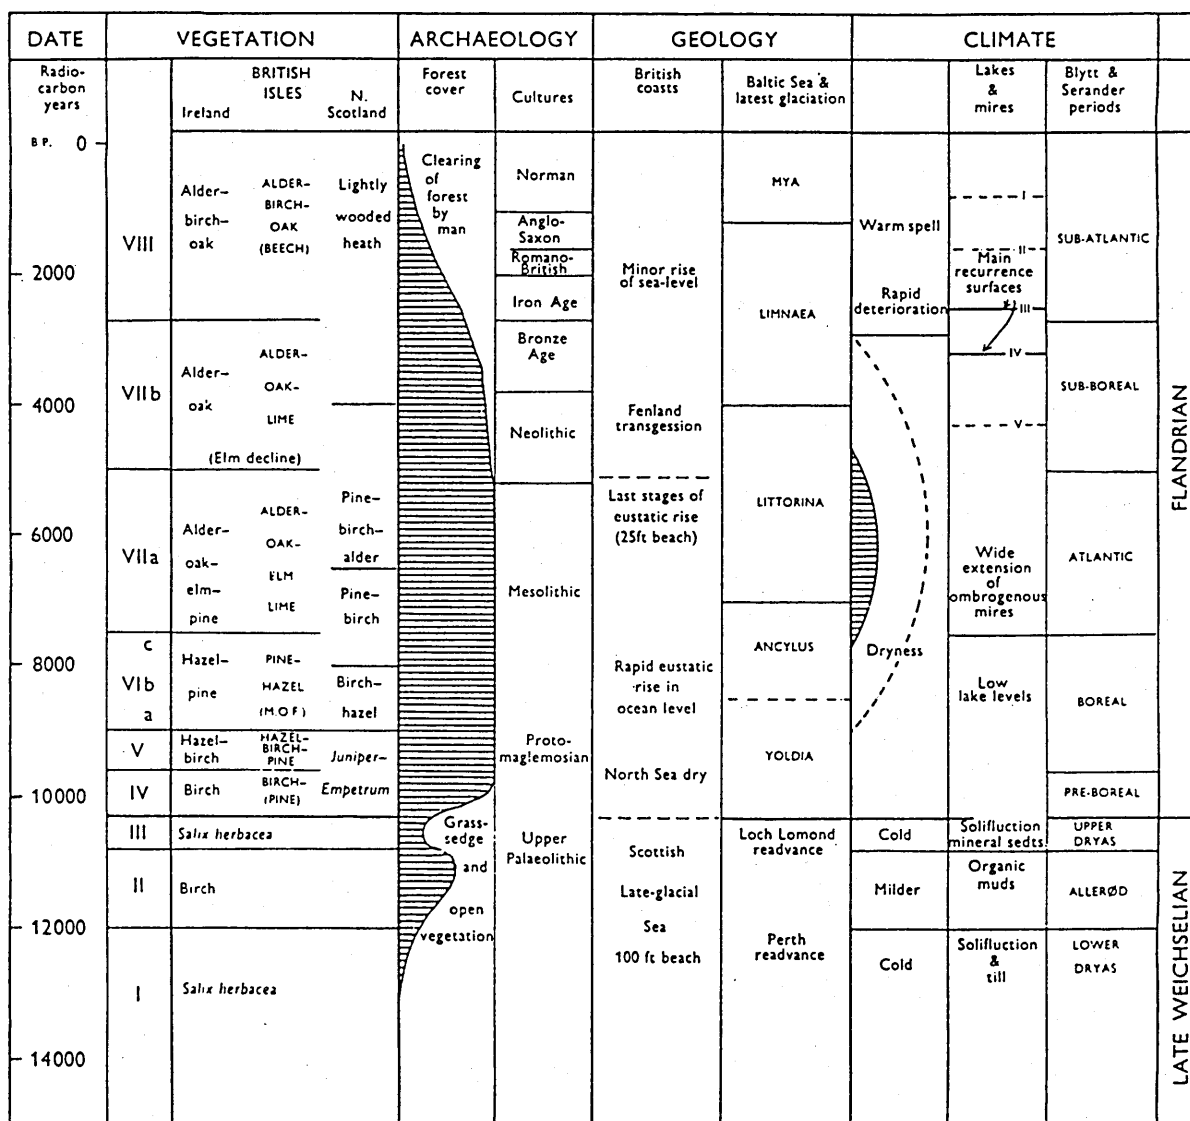 DATE VEGETATION ARCHAEOLOGY GEOLOGY CLIMATE
Radio-
carbon
years
BRITISH
ISLES
Ireland
N.
Scotland
Forest
cover
Cultures
British
coasts
Baltic Sea &
latest glaciation
Lakes
&
mires
Blytt &
Serander
periods
B P. 0
2000
4000
6000
8000
10000
12000
14000
VIII
VIIb
VIIa
c
VIb
a
V
IV
III
II
I
Alder-
birch-
oak
Alder-
oak
(Elm decline)
Alder-
oak-
elm-
pine
Hazel-
pine
Hazel-
birch
Birch
Salix herbacea
Birch
Salix herbacea
ALDER-
BIRCH-
OAK
(BEECH)
ALDER-
OAK-
LIME
ALDER-
OAK-
ELM
LIME
PINE-
HAZEL
(M.O.F)
HAZEL-
BIRCH-
PINE
BIRCH-
(PINE)
Lightly
wooded
heath
Pine-
birch-
alder
Pine-
birch
Birch-
hazel
Juniper-
Empetrum
Clearing
of
forest
by
man
Grass-
sedge
and
open
vegetation
Norman
Anglo-
Saxon
Romano-
British
Iron Age
Bronze
Age
Neolithic
Mesolithic
Proto-
maglemosian
Upper
Palaeolithic
Minor rise
of sea-level
Fenland
transgession
Last stages of
eustatic rise
(25ft beach)
Rapid eustatic
rise in
ocean level
North Sea dry
Scottish
Late-glacial
Sea
100 ft beach
MYA
LIMNAEA
LITTORINA
ANCYLUS
YOLDIA
Loch Lomond
readvance
Perth
readvance
Warm spell
Rapid
deterioration
Dryness
Cold
Milder
Cold
I
II
Main
recurrence
surfaces
III
IV
V
Wide
extension
of
ombrogenous
mires
Low
lake levels
Solifluction
mineral sedts.
Organic
muds
Solifluction
&
till
SUB-ATLANTIC
SUB-BOREAL
ATLANTIC
BOREAL
PRE-BOREAL
UPPER
DRYAS
ALLERØD
LOWER
DRYAS
FLANDRIAN
LATE WEICHSELIAN